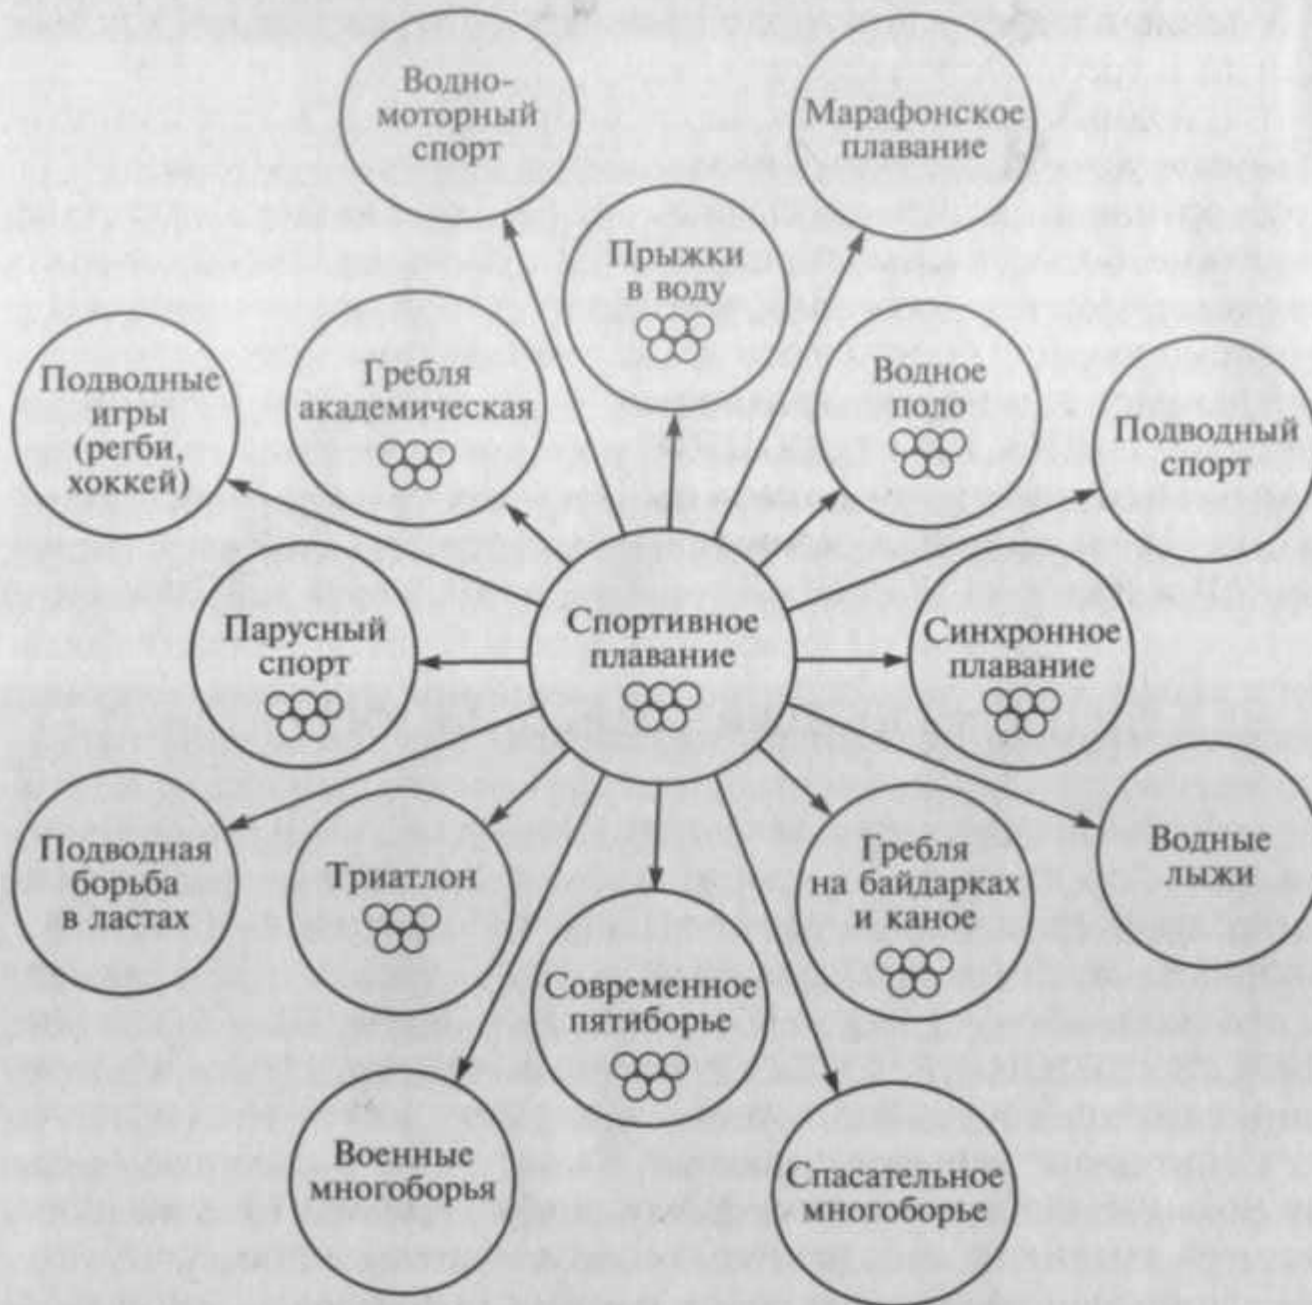 Водно-
моторный
спорт
Марафонское
плавание
Прыжки
в воду
Подводные
игры
(регби,
хоккей)
Гребля
академическая
Водное
поло
Подводный
спорт
Парусный
спорт
Спортивное
плавание
Синхронное
плавание
Подводная
борьба
в ластах
Триатлон
Современное
пятиборье
Гребля
на байдарках
и каное
Водные
лыжи
Военные
многоборья
Спасательное
многоборье